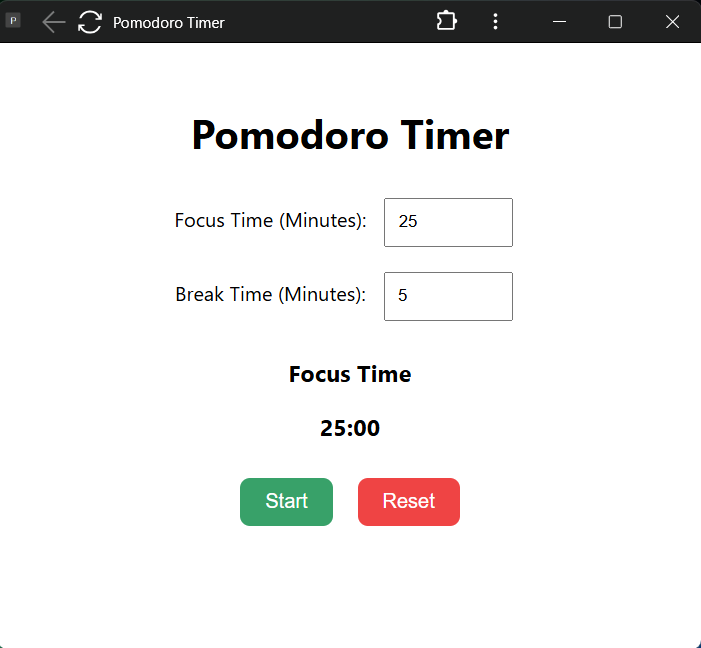 P Pomodoro Timer
Pomodoro Timer
Focus Time (Minutes): 25
Break Time (Minutes): 5
Focus Time
25:00
Start Reset